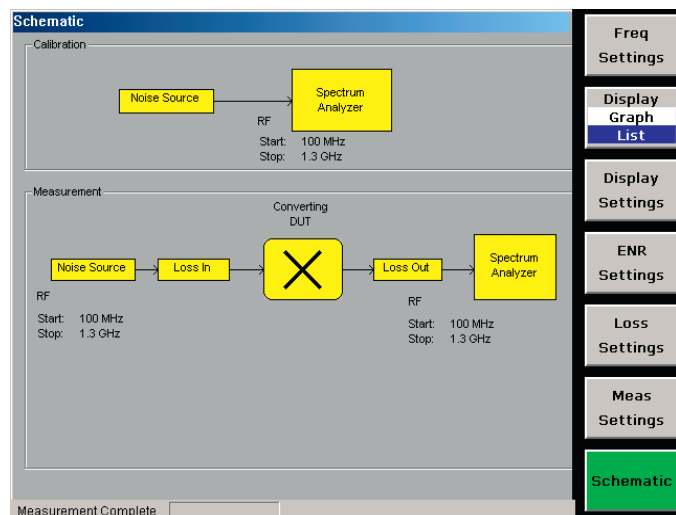 Schematic
Calibration
Noise Source
Spectrum
Analyzer
RF
Start: 100 MHz
Stop: 1.3 GHz
Measurement
Converting
DUT
Noise Source
Loss In
Loss Out
Spectrum
Analyzer
RF
Start: 100 MHz
Stop: 1.3 GHz
RF
Start: 100 MHz
Stop: 1.3 GHz
Measurement Complete
Freq
Settings
Display
Graph
List
Display
Settings
ENR
Settings
Loss
Settings
Meas
Settings
Schematic